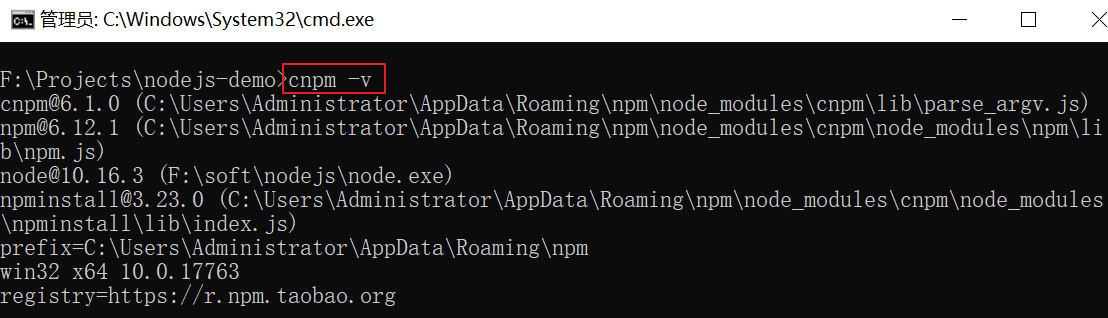 管理员: C:\Windows\System32\cmd.exe
F:\Projects\nodejs-demo>cnpm -v
cnpm@6.1.0 (C:\Users\Administrator\AppData\Roaming\npm\node_modules\cnpm\lib\parse_argv.js)
npm@6.12.1 (C:\Users\Administrator\AppData\Roaming\npm\node_modules\cnpm\node_modules\npm\li
b\npm.js)
node@10.16.3 (F:\soft\nodejs\node.exe)
npminstall@3.23.0 (C:\Users\Administrator\AppData\Roaming\npm\node_modules\cnpm\node_modules
\npminstall\lib\index.js)
prefix=C:\Users\Administrator\AppData\Roaming\npm
win32 x64 10.0.17763
registry=https://r.npm.taobao.org